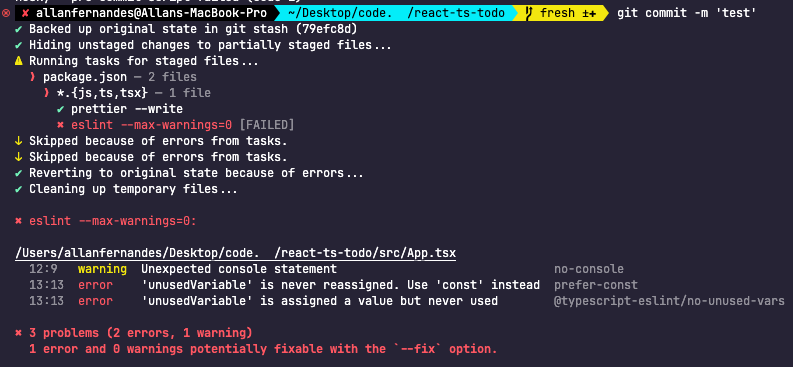 ✘ allanfernandes@Allans-MacBook-Pro ~/Desktop/code. /react-ts-todo fresh ±✚ git commit -m 'test'
✔ Backed up original state in git stash (79efc8d)
✔ Hiding unstaged changes to partially staged files...
⚠ Running tasks for staged files...
❯ package.json — 2 files
❯ *.{js,ts,tsx} — 1 file
✔ prettier --write
✖ eslint --max-warnings=0 [FAILED]
↓ Skipped because of errors from tasks.
↓ Skipped because of errors from tasks.
✔ Reverting to original state because of errors...
✔ Cleaning up temporary files...
✖ eslint --max-warnings=0:
/Users/allanfernandes/Desktop/code. /react-ts-todo/src/App.tsx
12:9 warning Unexpected console statement no-console
13:13 error 'unusedVariable' is never reassigned. Use 'const' instead prefer-const
13:13 error 'unusedVariable' is assigned a value but never used @typescript-eslint/no-unused-vars
✖ 3 problems (2 errors, 1 warning)
1 error and 0 warnings potentially fixable with the `--fix` option.